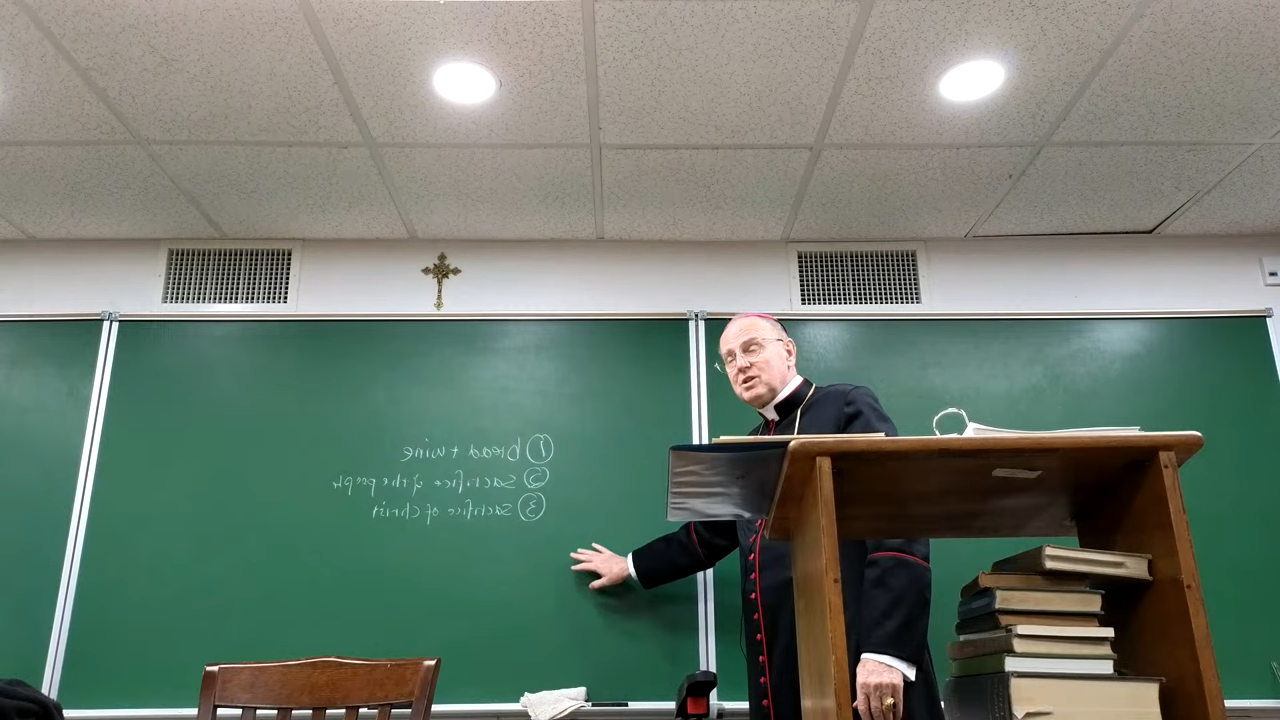 ① bread + wine
② sacrifice of the people
③ sacrifice of Christ